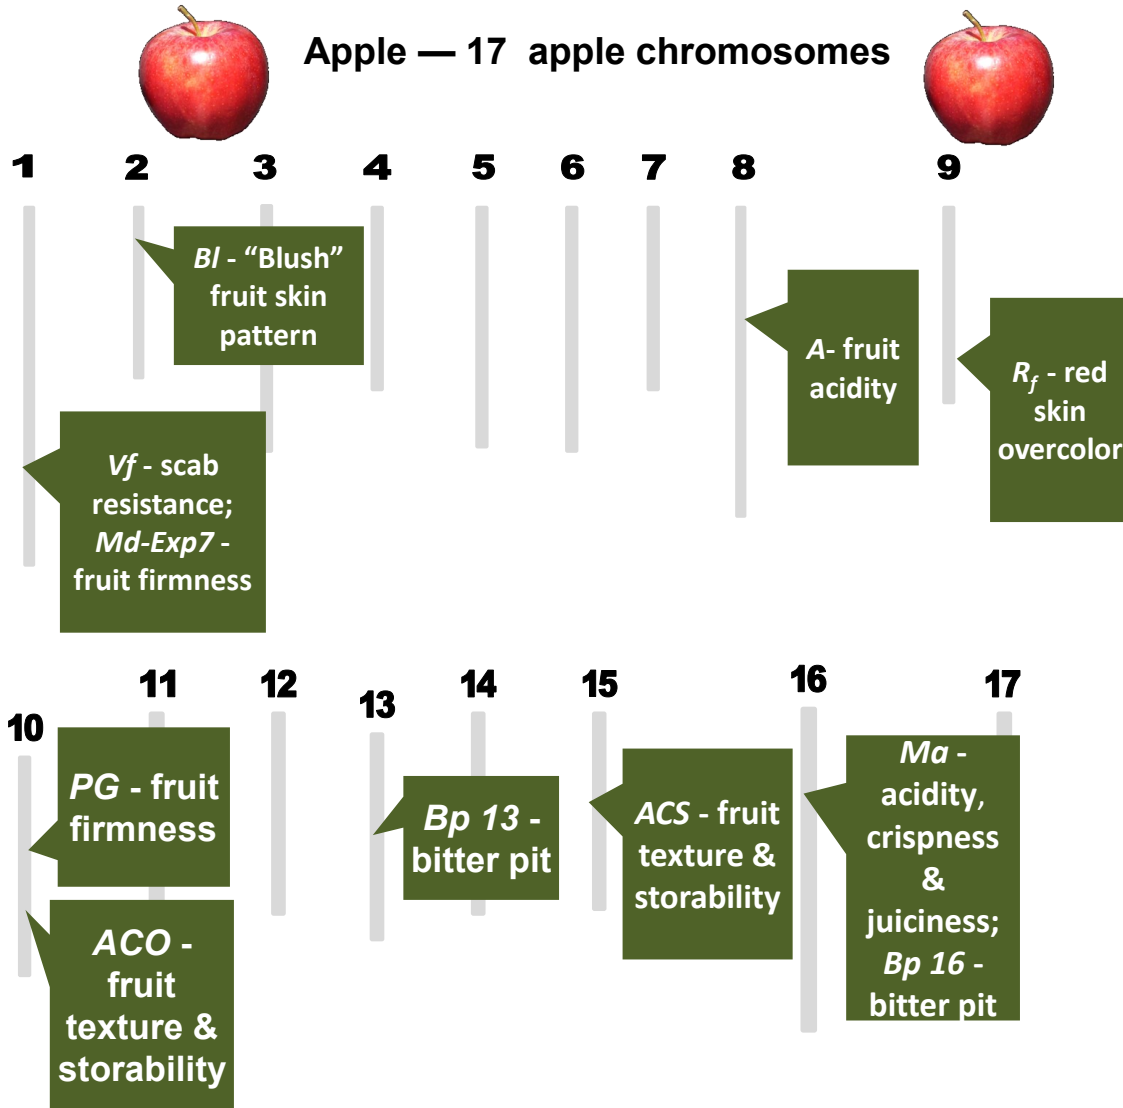 Apple — 17 apple chromosomes
1 2 3 4 5 6 7 8 9
Bl - “Blush”
fruit skin
pattern
A- fruit
acidity
Rf - red
skin
overcolor
Vf - scab
resistance;
Md-Exp7 -
fruit firmness
10 11 12 13 14 15 16 17
PG - fruit
firmness
ACO -
fruit
texture &
storability
Bp 13 -
bitter pit
ACS - fruit
texture &
storability
Ma -
acidity,
crispness
&
juiciness;
Bp 16 -
bitter pit